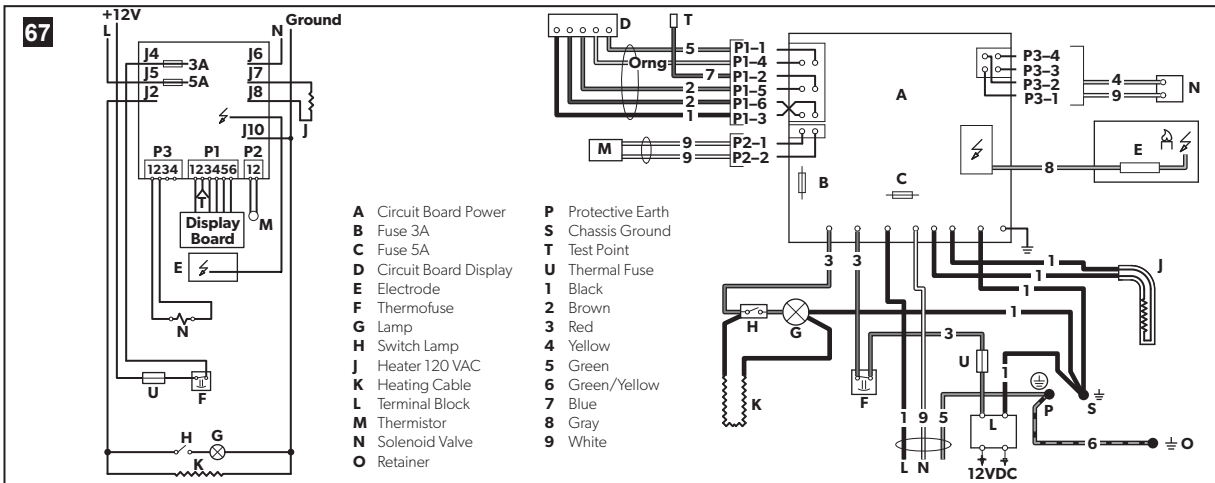 67
+12V
L
N
Ground
J4
3A
J6
J5
5A
J7
J2
J8
J
J10
P3
P1
P2
1234
123456
12
T
Display
Board
M
E
N
U
F
H
G
K
A Circuit Board Power
B Fuse 3A
C Fuse 5A
D Circuit Board Display
E Electrode
F Thermofuse
G Lamp
H Switch Lamp
J Heater 120 VAC
K Heating Cable
L Terminal Block
M Thermistor
N Solenoid Valve
O Retainer
P Protective Earth
S Chassis Ground
T Test Point
U Thermal Fuse
1 Black
2 Brown
3 Red
4 Yellow
5 Green
6 Green/Yellow
7 Blue
8 Gray
9 White
D
T
5
P1–1
Orng
P1–4
7
P1–2
2
P1–5
2
P1–6
1
P1–3
M
9
P2–1
9
P2–2
A
B
C
P3–4
P3–3
P3–2
P3–1
4
9
N
E
8
3
3
1
1
1
J
H
G
1
3
U
1
K
F
1
9
5
L
P
S
6
O
L N
12VDC